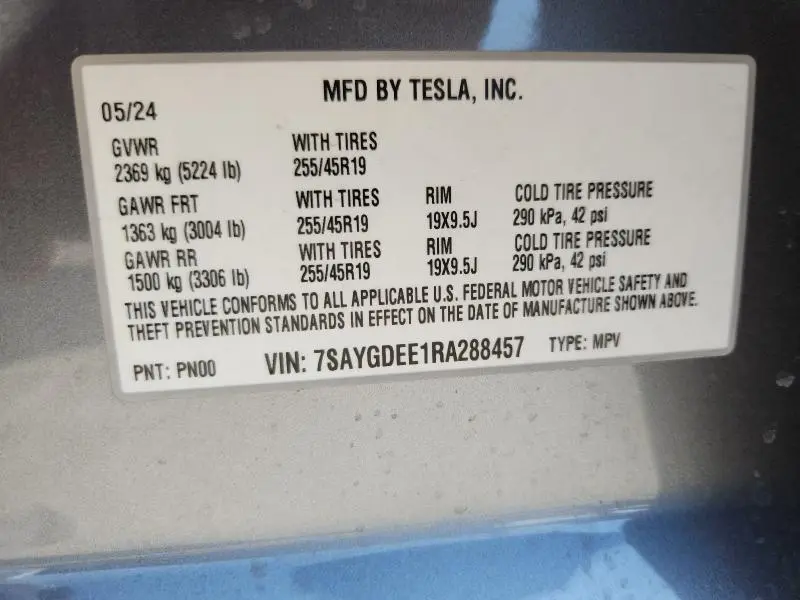 MFD BY TESLA, INC.
05/24
GVWR WITH TIRES
2369 kg (5224 lb) 255/45R19
GAWR FRT WITH TIRES RIM COLD TIRE PRESSURE
1363 kg (3004 lb) 255/45R19 19X9.5J 290 kPa, 42 psi
GAWR RR WITH TIRES RIM COLD TIRE PRESSURE
1500 kg (3306 lb) 255/45R19 19X9.5J 290 kPa, 42 psi
THIS VEHICLE CONFORMS TO ALL APPLICABLE U.S. FEDERAL MOTOR VEHICLE SAFETY AND
THEFT PREVENTION STANDARDS IN EFFECT ON THE DATE OF MANUFACTURE SHOWN ABOVE.
PNT: PN00 VIN: 7SAYGDEE1RA288457 TYPE: MPV